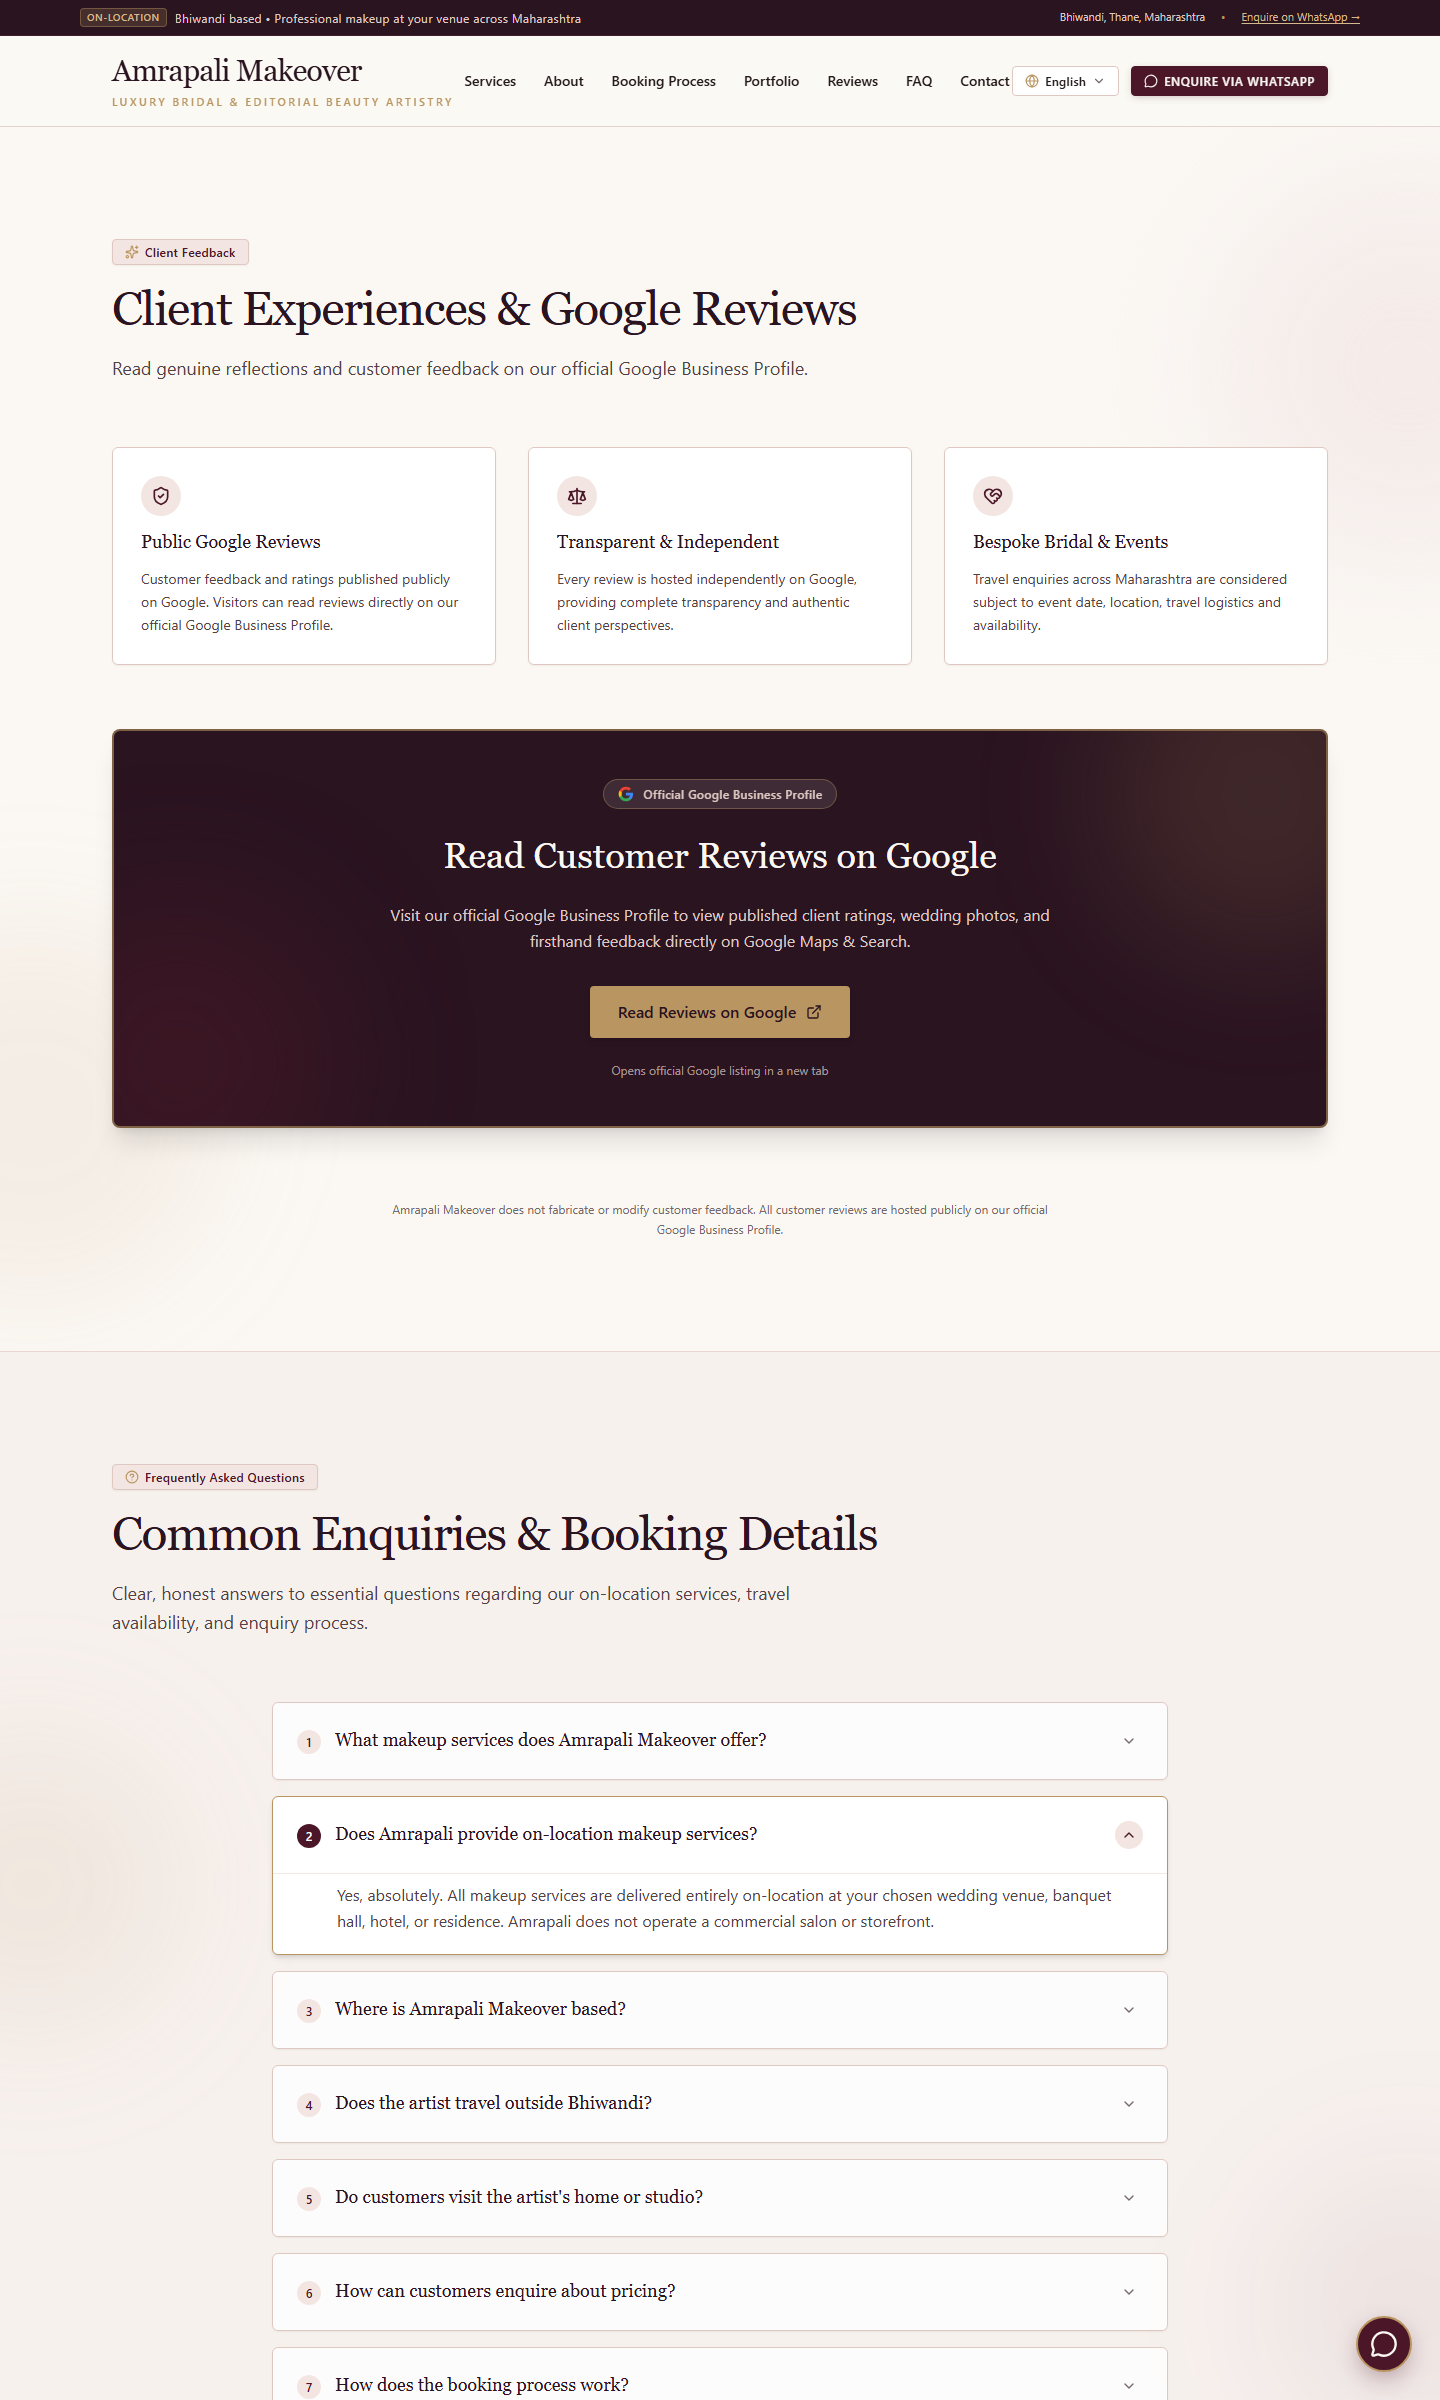 ON-LOCATION Bhiwandi based • Professional makeup at your venue across Maharashtra
Bhiwandi, Thane, Maharashtra • Enquire on WhatsApp →
Amrapali Makeover
LUXURY BRIDAL & EDITORIAL BEAUTY ARTISTRY
Services About Booking Process Portfolio Reviews FAQ Contact English ENQUIRE VIA WHATSAPP
Client Feedback
Client Experiences & Google Reviews
Read genuine reflections and customer feedback on our official Google Business Profile.
Public Google Reviews
Customer feedback and ratings published publicly
on Google. Visitors can read reviews directly on our
official Google Business Profile.
Transparent & Independent
Every review is hosted independently on Google,
providing complete transparency and authentic
client perspectives.
Bespoke Bridal & Events
Travel enquiries across Maharashtra are considered
subject to event date, location, travel logistics and
availability.
Official Google Business Profile
Read Customer Reviews on Google
Visit our official Google Business Profile to view published client ratings, wedding photos, and
firsthand feedback directly on Google Maps & Search.
Read Reviews on Google
Opens official Google listing in a new tab
Amrapali Makeover does not fabricate or modify customer feedback. All customer reviews are hosted publicly on our official
Google Business Profile.
Frequently Asked Questions
Common Enquiries & Booking Details
Clear, honest answers to essential questions regarding our on-location services, travel
availability, and enquiry process.
1 What makeup services does Amrapali Makeover offer?
2 Does Amrapali provide on-location makeup services?
Yes, absolutely. All makeup services are delivered entirely on-location at your chosen wedding venue, banquet
hall, hotel, or residence. Amrapali does not operate a commercial salon or storefront.
3 Where is Amrapali Makeover based?
4 Does the artist travel outside Bhiwandi?
5 Do customers visit the artist's home or studio?
6 How can customers enquire about pricing?
7 How does the booking process work?